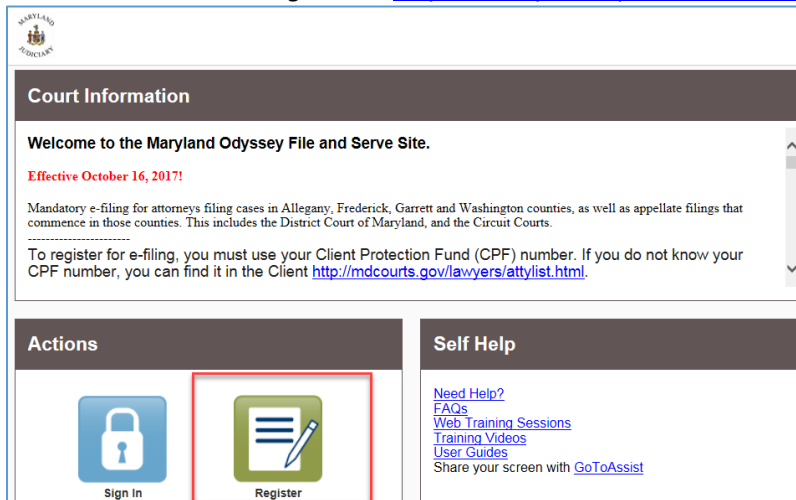 MARYLAND
JUDICIARY
Court Information
Welcome to the Maryland Odyssey File and Serve Site.
Effective October 16, 2017!
Mandatory e-filing for attorneys filing cases in Allegany, Frederick, Garrett and Washington counties, as well as appellate filings that
commence in those counties. This includes the District Court of Maryland, and the Circuit Courts.
-----------------------
To register for e-filing, you must use your Client Protection Fund (CPF) number. If you do not know your
CPF number, you can find it in the Client http://mdcourts.gov/lawyers/attylist.html.
Actions
Self Help
Need Help?
FAQs
Web Training Sessions
Training Videos
User Guides
Share your screen with GoToAssist
Sign In
Register